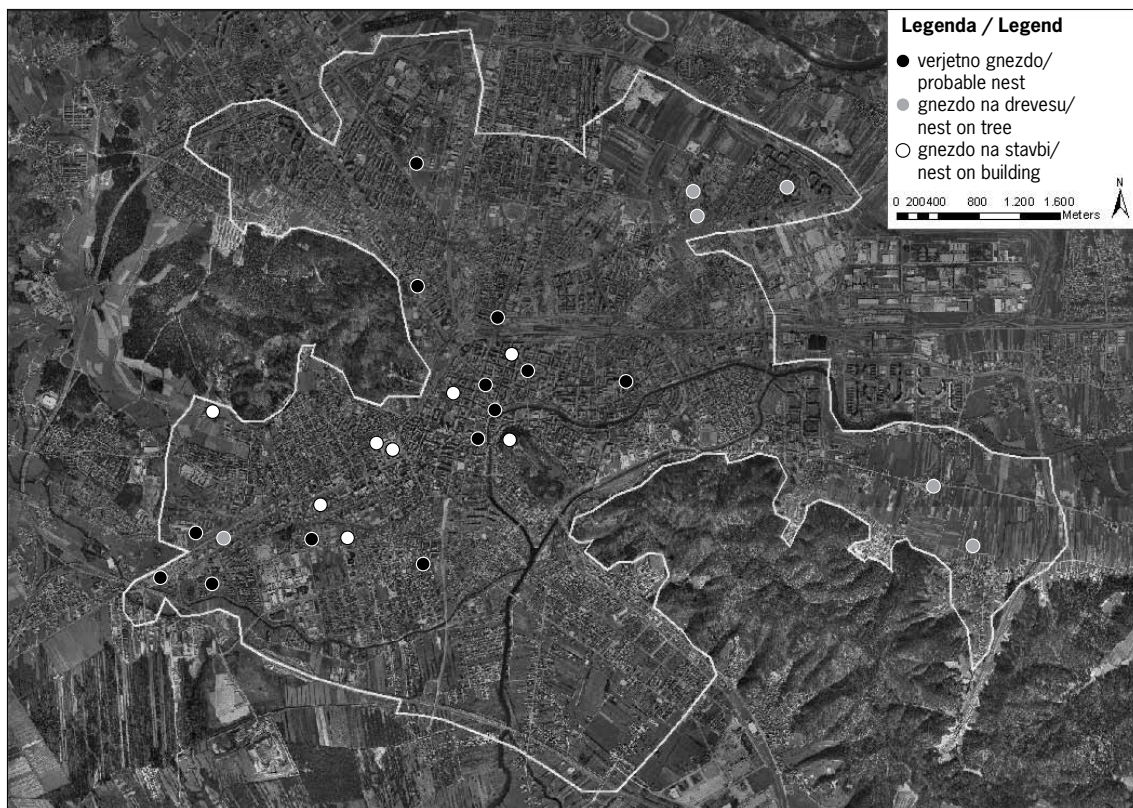 Legenda / Legend
verjetno gnezdo/
probable nest
gnezdo na drevesu/
nest on tree
gnezdo na stavbi/
nest on building
0 200400 800 1.200 1.600
Meters
N